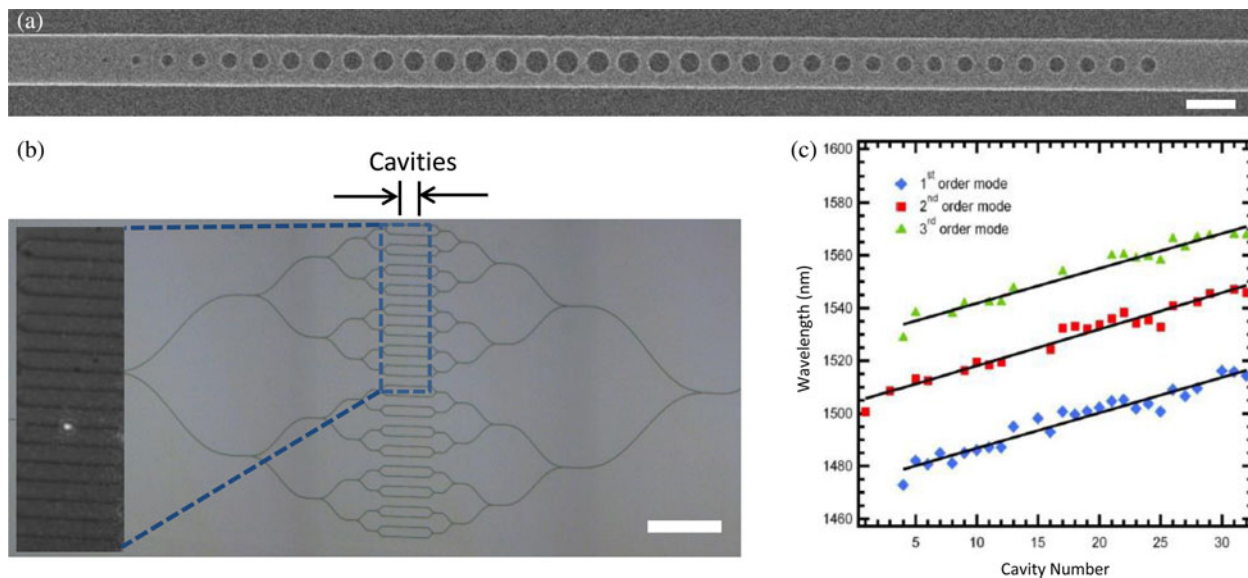 (a)
(b)
Cavities
(c)
1600
1580
1560
1540
1520
1500
1480
1460
Wavelength (nm)
1st order mode
2nd order mode
3rd order mode
5
10
15
20
25
30
Cavity Number